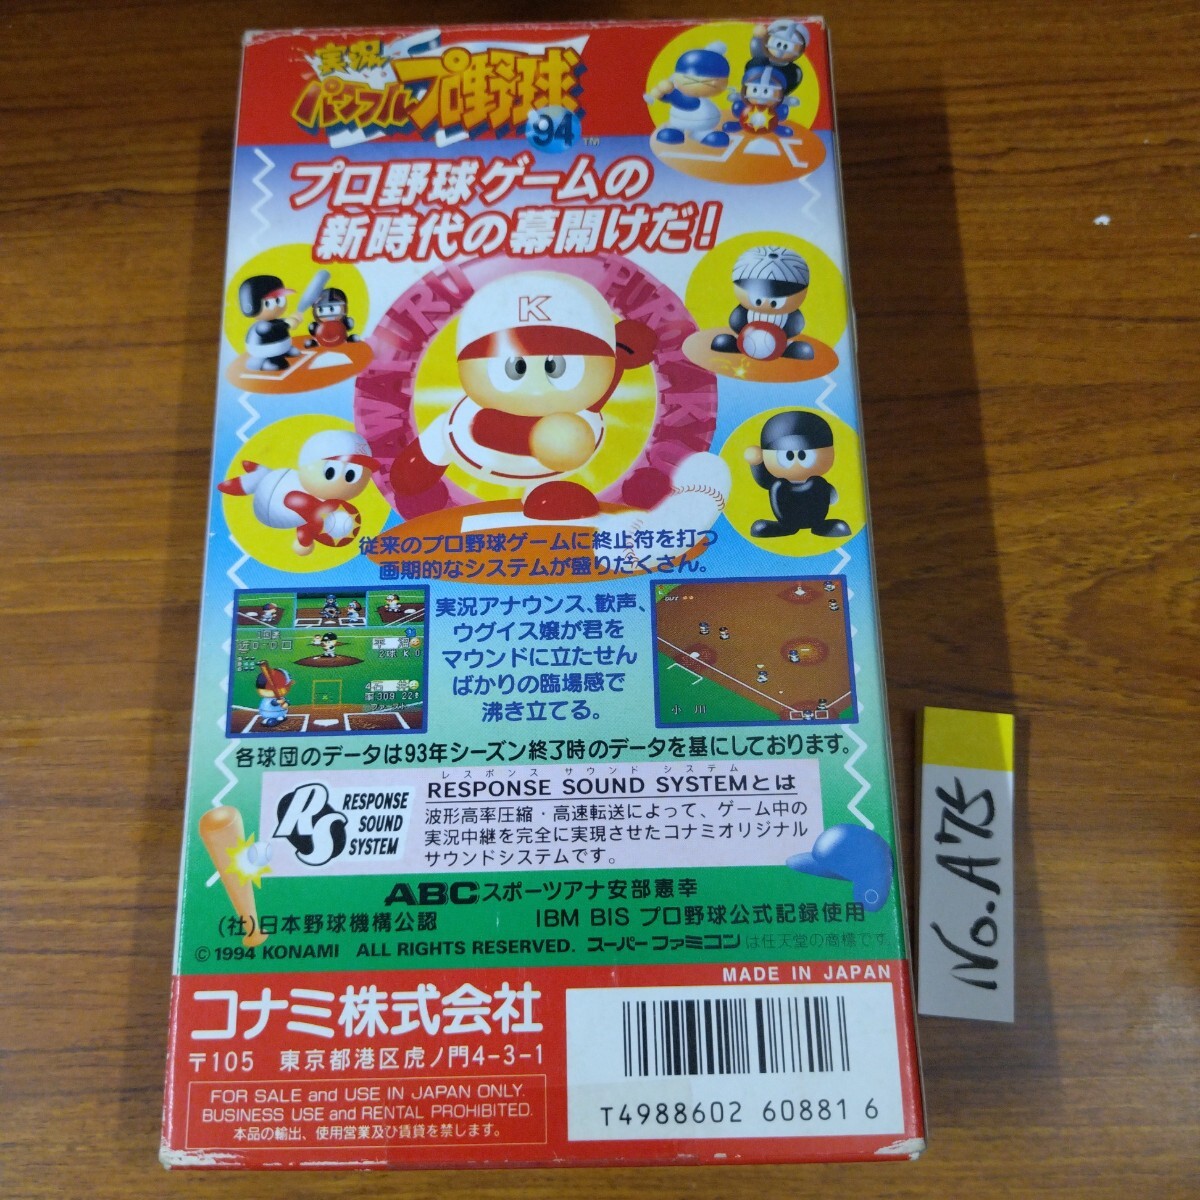 実況
パワフルプロ野球
94™
プロ野球ゲームの
新時代の幕開けだ!
K
従来のプロ野球ゲームに終止符を打つ
画期的なシステムが盛りだくさん。
実況アナウンス、歓声、
ウグイス嬢が君を
マウンドに立たせん
ばかりの臨場感で
沸き立てる。
OUT
小川
各球団のデータは93年シーズン終了時のデータを基にしております。
RS RESPONSE
SOUND
SYSTEM
レスポンス サウンド システム
RESPONSE SOUND SYSTEMとは
波形高率圧縮・高速転送によって、ゲーム中の
実況中継を完全に実現させたコナミオリジナル
サウンドシステムです。
ABCスポーツアナ安部憲幸
(社)日本野球機構公認 IBM BIS プロ野球公式記録使用
©1994 KONAMI ALL RIGHTS RESERVED. スーパーファミコンは任天堂の商標です。
MADE IN JAPAN
コナミ株式会社
〒105 東京都港区虎ノ門4-3-1
FOR SALE and USE IN JAPAN ONLY.
BUSINESS USE and RENTAL PROHIBITED.
本品の輸出、使用営業及び賃貸を禁じます。
T4988602 608816
No.A75